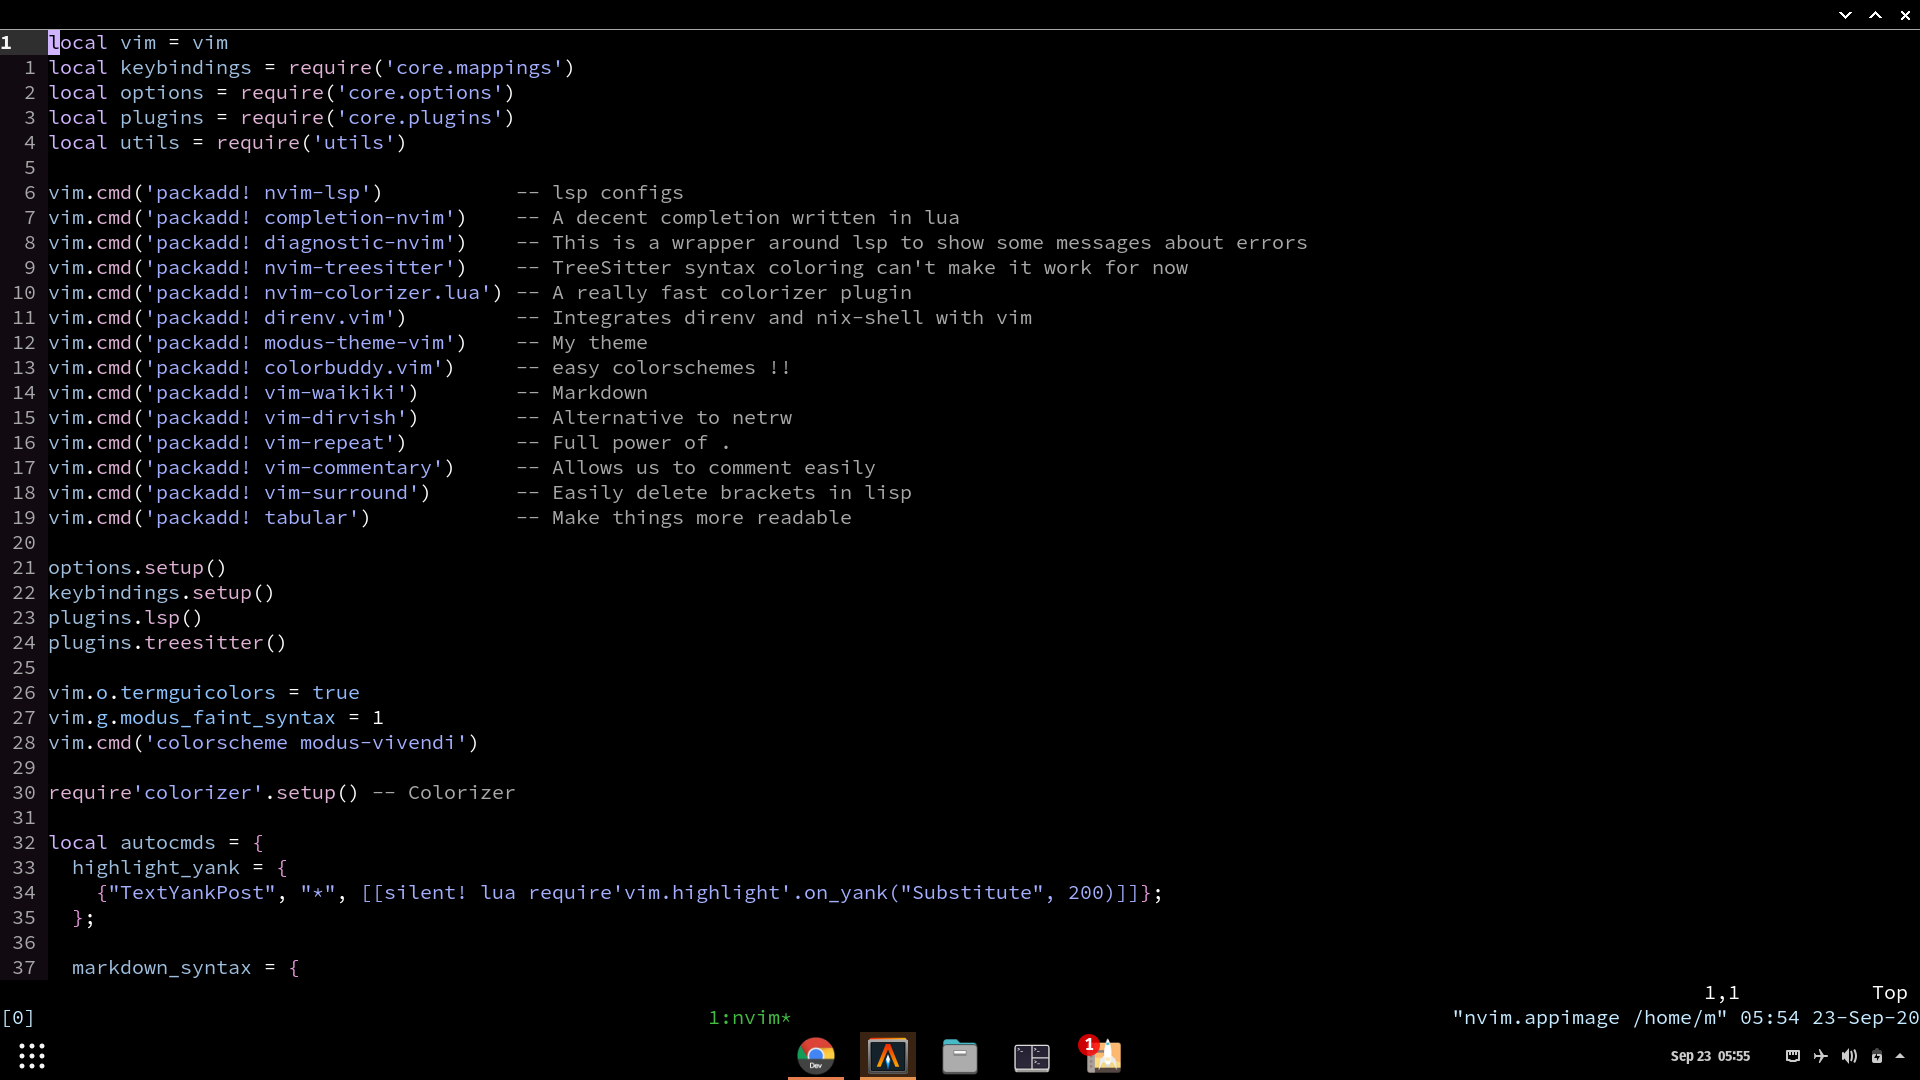 1   local vim = vim
  1 local keybindings = require('core.mappings')
  2 local options = require('core.options')
  3 local plugins = require('core.plugins')
  4 local utils = require('utils')
  5
  6 vim.cmd('packadd! nvim-lsp')           -- lsp configs
  7 vim.cmd('packadd! completion-nvim')    -- A decent completion written in lua
  8 vim.cmd('packadd! diagnostic-nvim')    -- This is a wrapper around lsp to show some messages about errors
  9 vim.cmd('packadd! nvim-treesitter')    -- TreeSitter syntax coloring can't make it work for now
 10 vim.cmd('packadd! nvim-colorizer.lua') -- A really fast colorizer plugin
 11 vim.cmd('packadd! direnv.vim')         -- Integrates direnv and nix-shell with vim
 12 vim.cmd('packadd! modus-theme-vim')    -- My theme
 13 vim.cmd('packadd! colorbuddy.vim')     -- easy colorschemes !!
 14 vim.cmd('packadd! vim-waikiki')        -- Markdown
 15 vim.cmd('packadd! vim-dirvish')        -- Alternative to netrw
 16 vim.cmd('packadd! vim-repeat')         -- Full power of .
 17 vim.cmd('packadd! vim-commentary')     -- Allows us to comment easily
 18 vim.cmd('packadd! vim-surround')       -- Easily delete brackets in lisp
 19 vim.cmd('packadd! tabular')            -- Make things more readable
 20
 21 options.setup()
 22 keybindings.setup()
 23 plugins.lsp()
 24 plugins.treesitter()
 25
 26 vim.o.termguicolors = true
 27 vim.g.modus_faint_syntax = 1
 28 vim.cmd('colorscheme modus-vivendi')
 29
 30 require'colorizer'.setup() -- Colorizer
 31
 32 local autocmds = {
 33   highlight_yank = {
 34     {"TextYankPost", "*", [[silent! lua require'vim.highlight'.on_yank("Substitute", 200)]]};
 35   };
 36
 37   markdown_syntax = {
1,1 Top
[0] 1:nvim* "nvim.appimage /home/m" 05:54 23-Sep-20
Dev 1 Sep 23 05:55